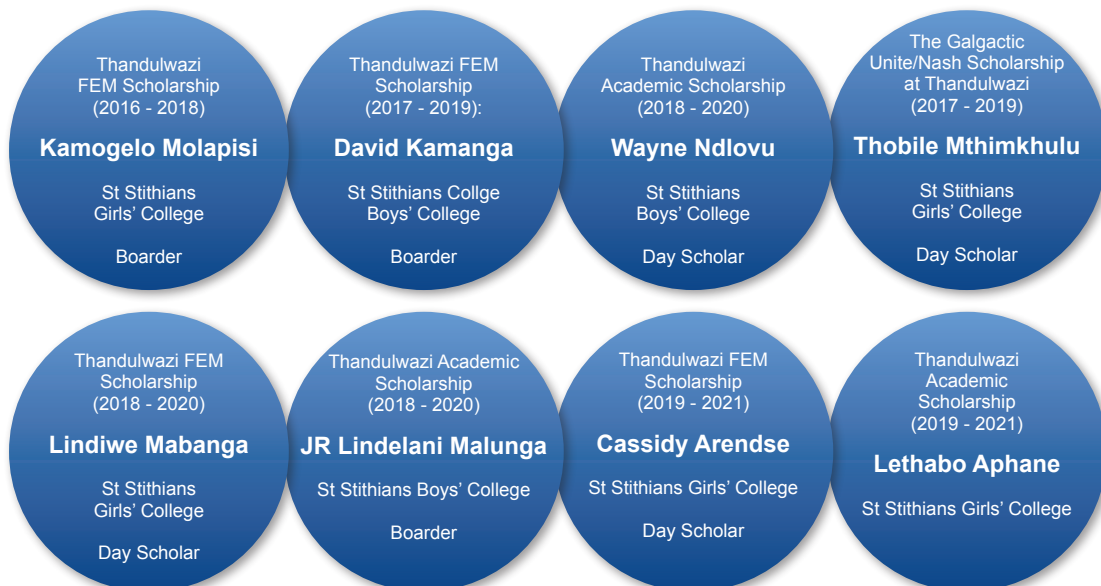 Thandulwazi
FEM Scholarship
(2016 - 2018)
Kamogelo Molapisi
St Stithians
Girls' College
Boarder
Thandulwazi FEM
Scholarship
(2017 - 2019):
David Kamanga
St Stithians Collge
Boys' College
Boarder
Thandulwazi
Academic Scholarship
(2018 - 2020)
Wayne Ndlovu
St Stithians
Boys' College
Day Scholar
The Galgactic
Unite/Nash Scholarship
at Thandulwazi
(2017 - 2019)
Thobile Mthimkhulu
St Stithians
Girls' College
Day Scholar
Thandulwazi FEM
Scholarship
(2018 - 2020)
Lindiwe Mabanga
St Stithians
Girls' College
Day Scholar
Thandulwazi Academic
Scholarship
(2018 - 2020)
JR Lindelani Malunga
St Stithians Boys' College
Boarder
Thandulwazi FEM
Scholarship
(2019 - 2021)
Cassidy Arendse
St Stithians Girls' College
Day Scholar
Thandulwazi
Academic
Scholarship
(2019 - 2021)
Lethabo Aphane
St Stithians Girls' College